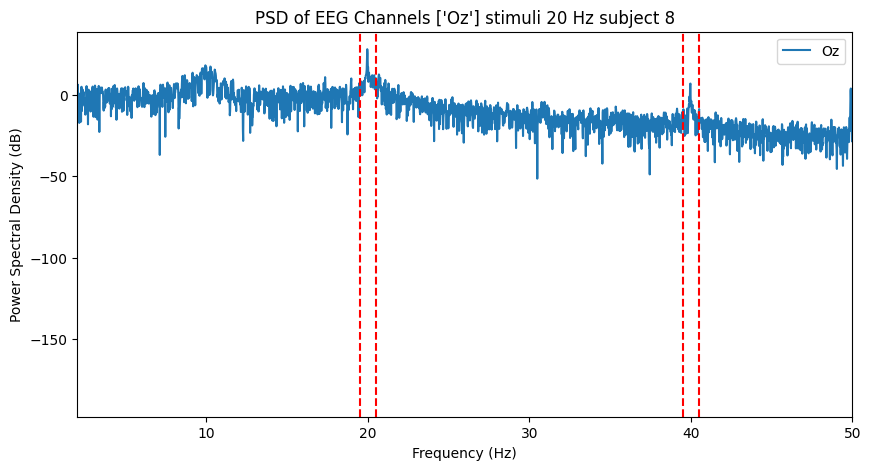 PSD of EEG Channels ['Oz'] stimuli 20 Hz subject 8
Oz
Power Spectral Density (dB)
0
−50
−100
−150
10
20
30
40
50
Frequency (Hz)